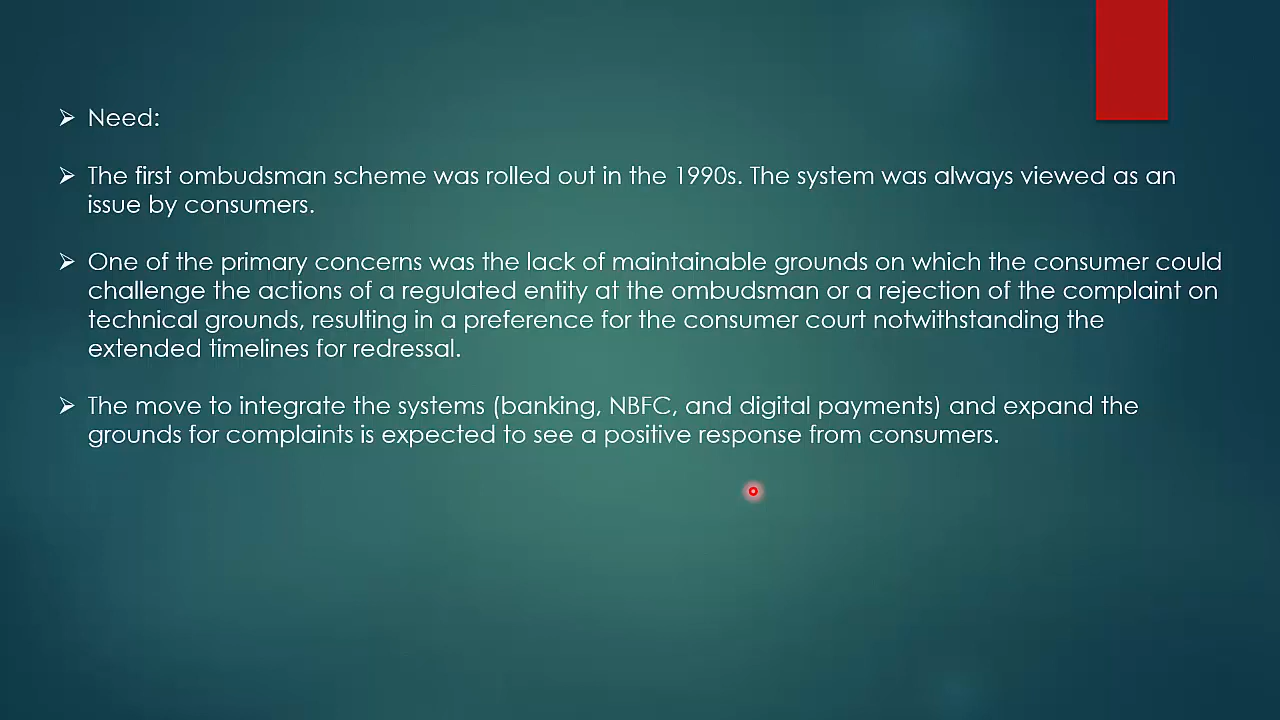 Need:
The first ombudsman scheme was rolled out in the 1990s. The system was always viewed as an
issue by consumers.
One of the primary concerns was the lack of maintainable grounds on which the consumer could
challenge the actions of a regulated entity at the ombudsman or a rejection of the complaint on
technical grounds, resulting in a preference for the consumer court notwithstanding the
extended timelines for redressal.
The move to integrate the systems (banking, NBFC, and digital payments) and expand the
grounds for complaints is expected to see a positive response from consumers.